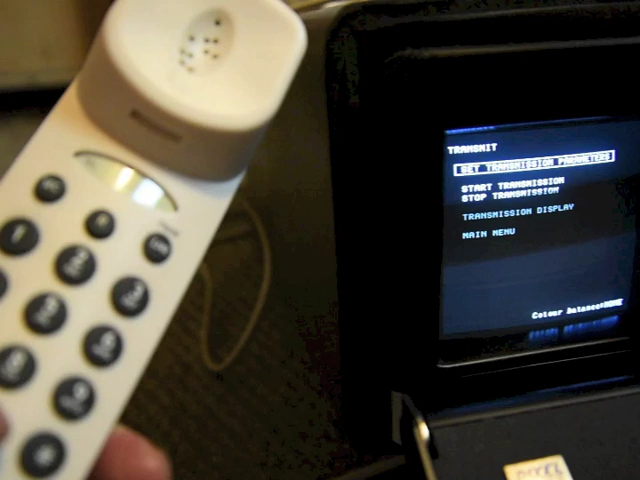 TRANSMIT
SET TRANSMISSION PARAMETERS
START TRANSMISSION
STOP TRANSMISSION
TRANSMISSION DISPLAY
MAIN MENU
Colour balance:NONE